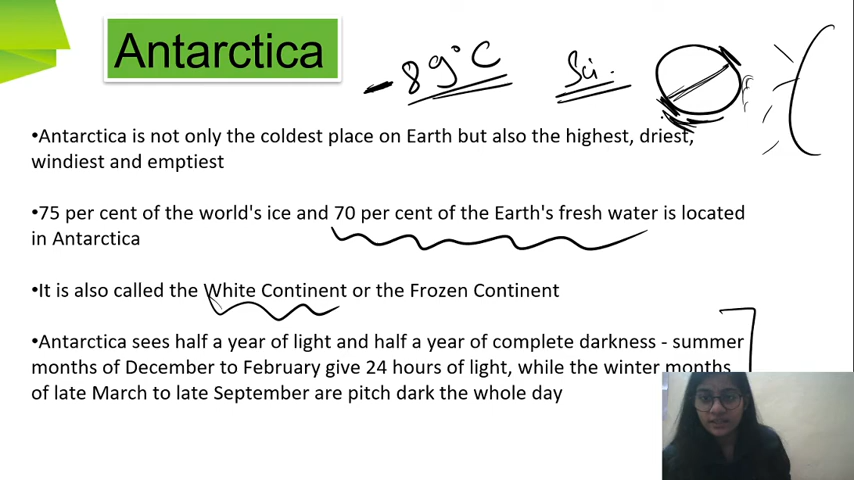 Antarctica
-89°C
Sci.
•Antarctica is not only the coldest place on Earth but also the highest, driest,
windiest and emptiest
•75 per cent of the world's ice and 70 per cent of the Earth's fresh water is located
in Antarctica
•It is also called the White Continent or the Frozen Continent
•Antarctica sees half a year of light and half a year of complete darkness - summer
months of December to February give 24 hours of light, while the winter months
of late March to late September are pitch dark the whole day